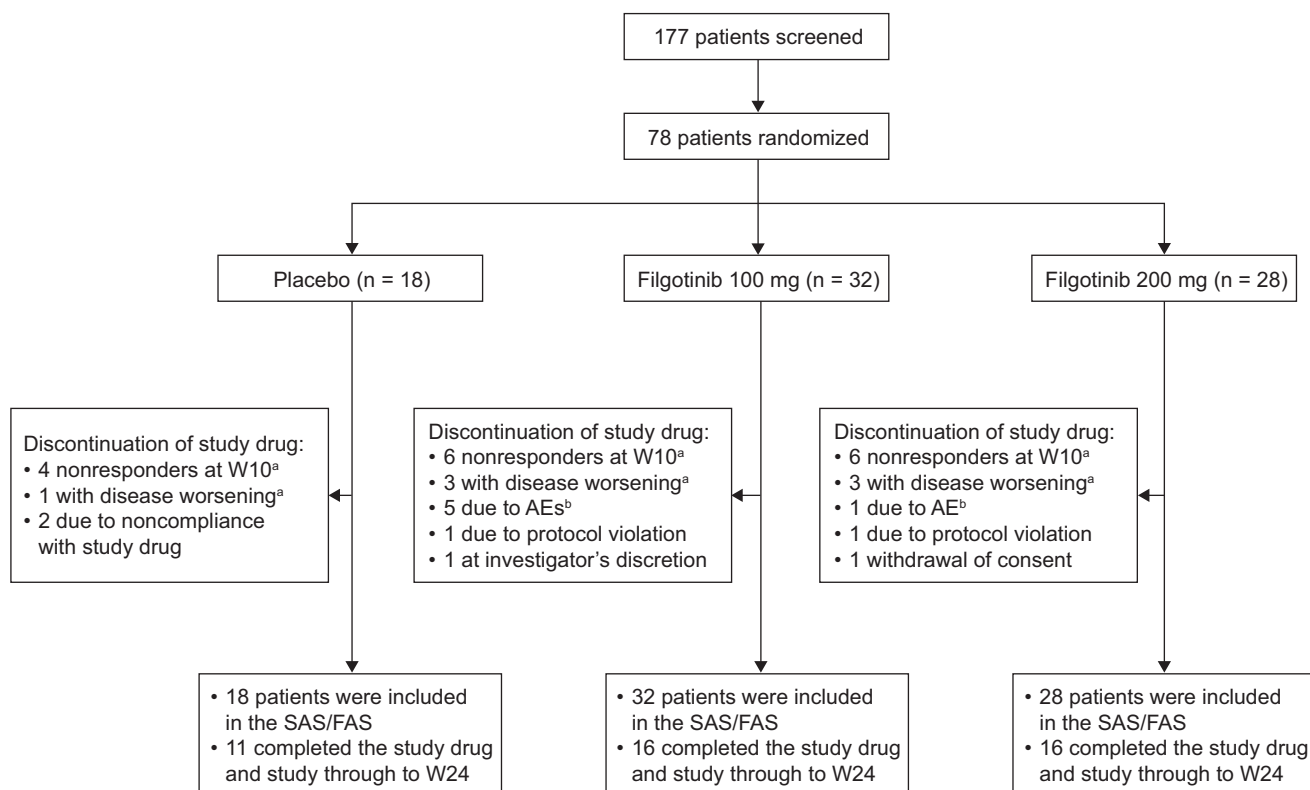 177 patients screened
78 patients randomized
Placebo (n = 18)
Filgotinib 100 mg (n = 32)
Filgotinib 200 mg (n = 28)
Discontinuation of study drug:
• 4 nonresponders at W10ᵃ
• 1 with disease worseningᵃ
• 2 due to noncompliance
with study drug
Discontinuation of study drug:
• 6 nonresponders at W10ᵃ
• 3 with disease worseningᵃ
• 5 due to AEsᵇ
• 1 due to protocol violation
• 1 at investigator's discretion
Discontinuation of study drug:
• 6 nonresponders at W10ᵃ
• 3 with disease worseningᵃ
• 1 due to AEᵇ
• 1 due to protocol violation
• 1 withdrawal of consent
• 18 patients were included
in the SAS/FAS
• 11 completed the study drug
and study through to W24
• 32 patients were included
in the SAS/FAS
• 16 completed the study drug
and study through to W24
• 28 patients were included
in the SAS/FAS
• 16 completed the study drug
and study through to W24